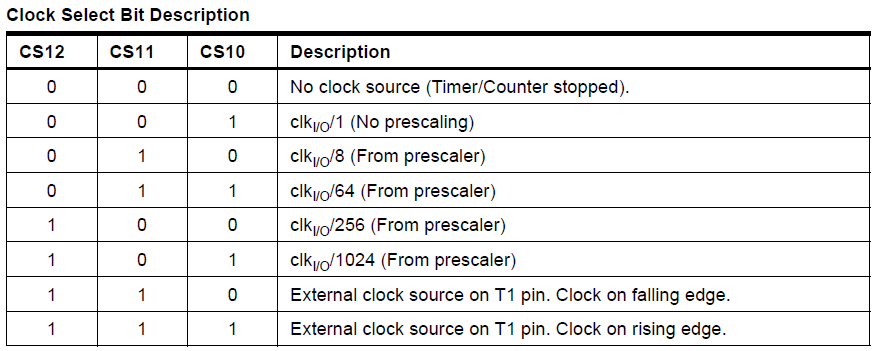 Clock Select Bit Description
CS12 CS11 CS10 Description
0 0 0 No clock source (Timer/Counter stopped).
0 0 1 clkI/O/1 (No prescaling)
0 1 0 clkI/O/8 (From prescaler)
0 1 1 clkI/O/64 (From prescaler)
1 0 0 clkI/O/256 (From prescaler)
1 0 1 clkI/O/1024 (From prescaler)
1 1 0 External clock source on T1 pin. Clock on falling edge.
1 1 1 External clock source on T1 pin. Clock on rising edge.